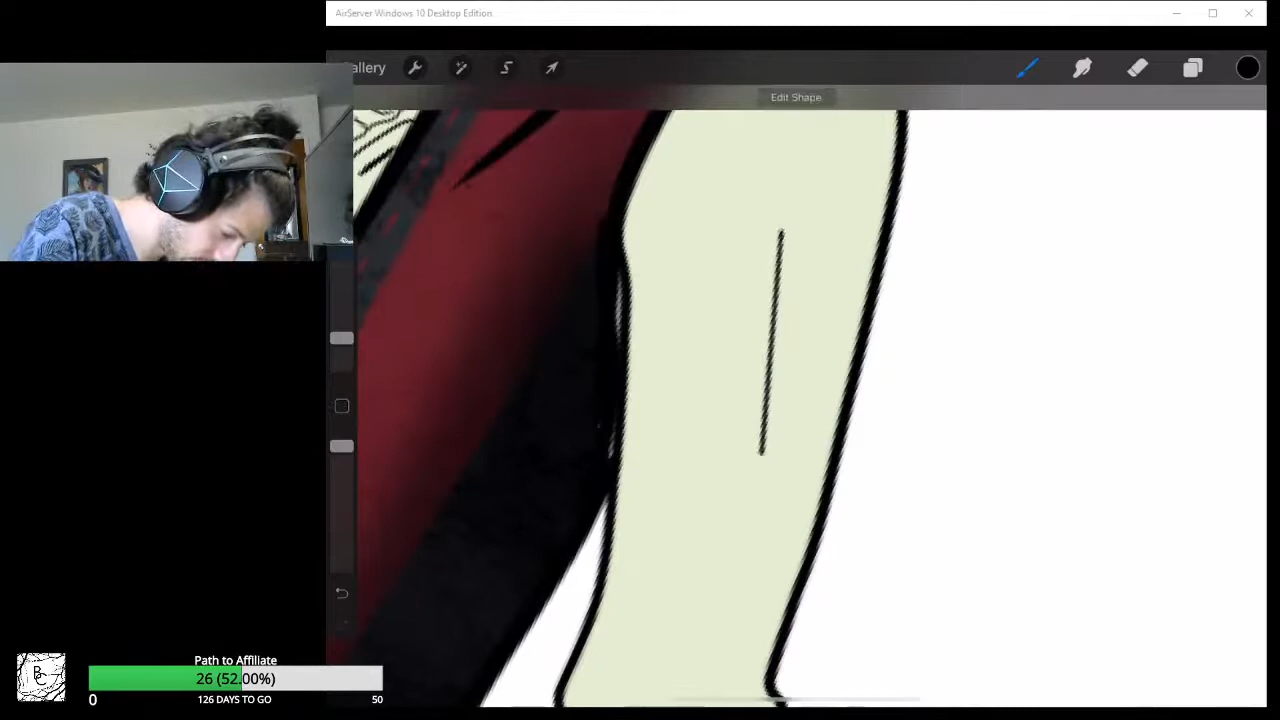 AirServer Windows 10 Desktop Edition
allery
Edit Shape
Path to Affiliate
26 (52.00%)
0
126 DAYS TO GO
50